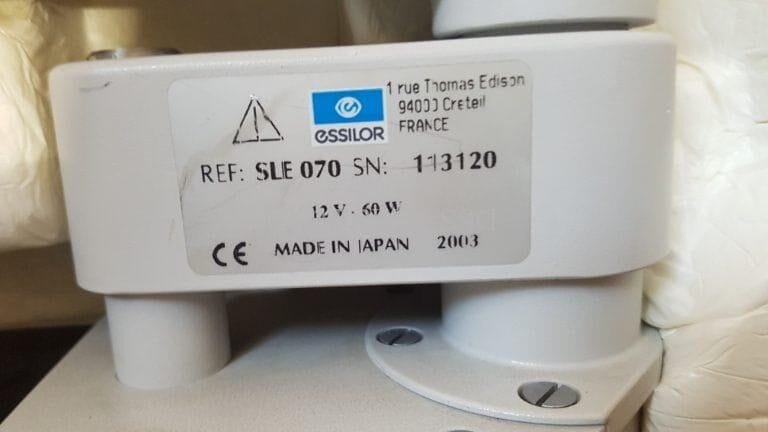 1 rue Thomas Edison
94000 Creteil
FRANCE
essilor
REF: SLE 070 SN: 113120
12 V - 60 W
CE MADE IN JAPAN 2003